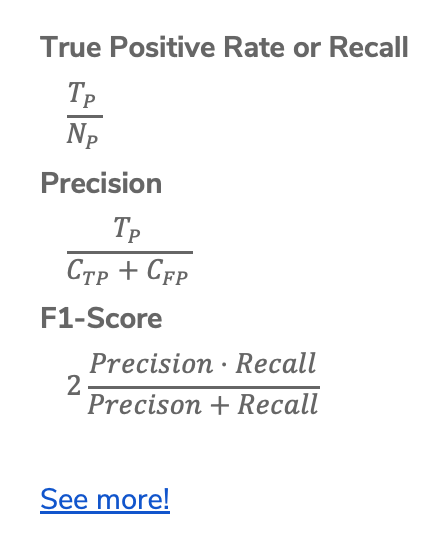 True Positive Rate or Recall
T_P
N_P
Precision
T_P
C_TP + C_FP
F1-Score
2 Precision · Recall
Precison + Recall
See more!